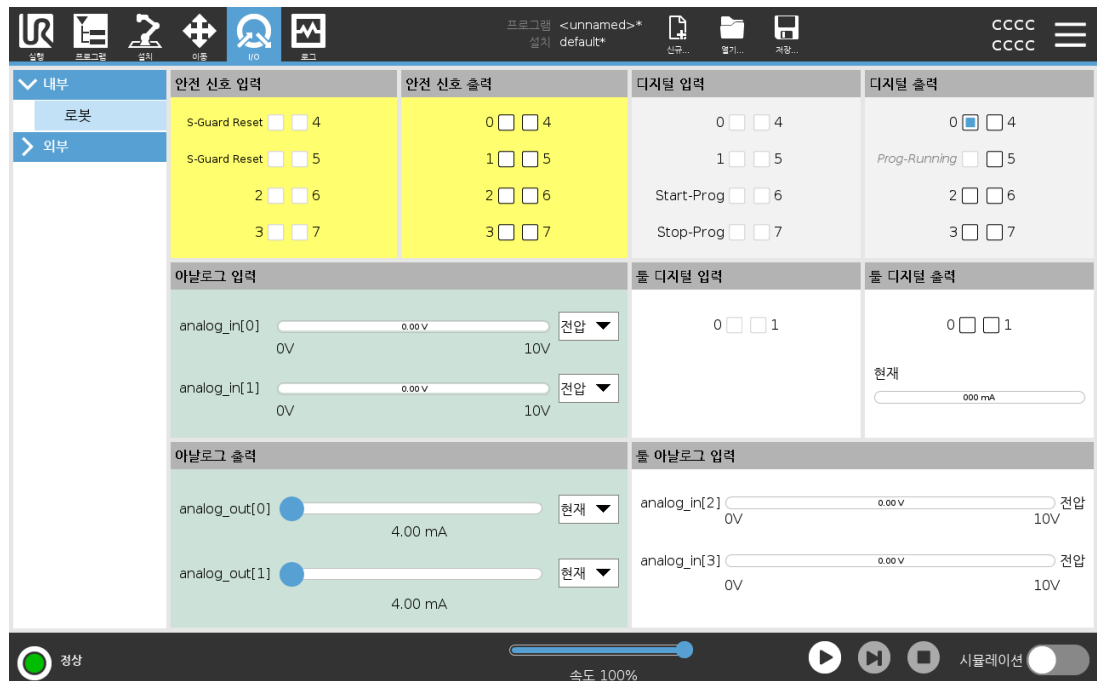 프로그램 <unnamed>*
설치 default*
CCCC
CCCC
실행 프로그램 설치 이동 I/O 로그 신규... 열기... 저장...
내부
로봇
외부
안전 신호 입력
S-Guard Reset 4
S-Guard Reset 5
2 6
3 7
안전 신호 출력
0 4
1 5
2 6
3 7
디지털 입력
0 4
1 5
Start-Prog 6
Stop-Prog 7
디지털 출력
0 4
Prog-Running 5
2 6
3 7
아날로그 입력
analog_in[0] 0.00 V 전압
0V 10V
analog_in[1] 0.00 V 전압
0V 10V
툴 디지털 입력
0 1
툴 디지털 출력
0 1
현재
000 mA
아날로그 출력
analog_out[0] 현재
4.00 mA
analog_out[1] 현재
4.00 mA
툴 아날로그 입력
analog_in[2] 0.00 V 전압
0V 10V
analog_in[3] 0.00 V 전압
0V 10V
정상
속도 100%
시뮬레이션